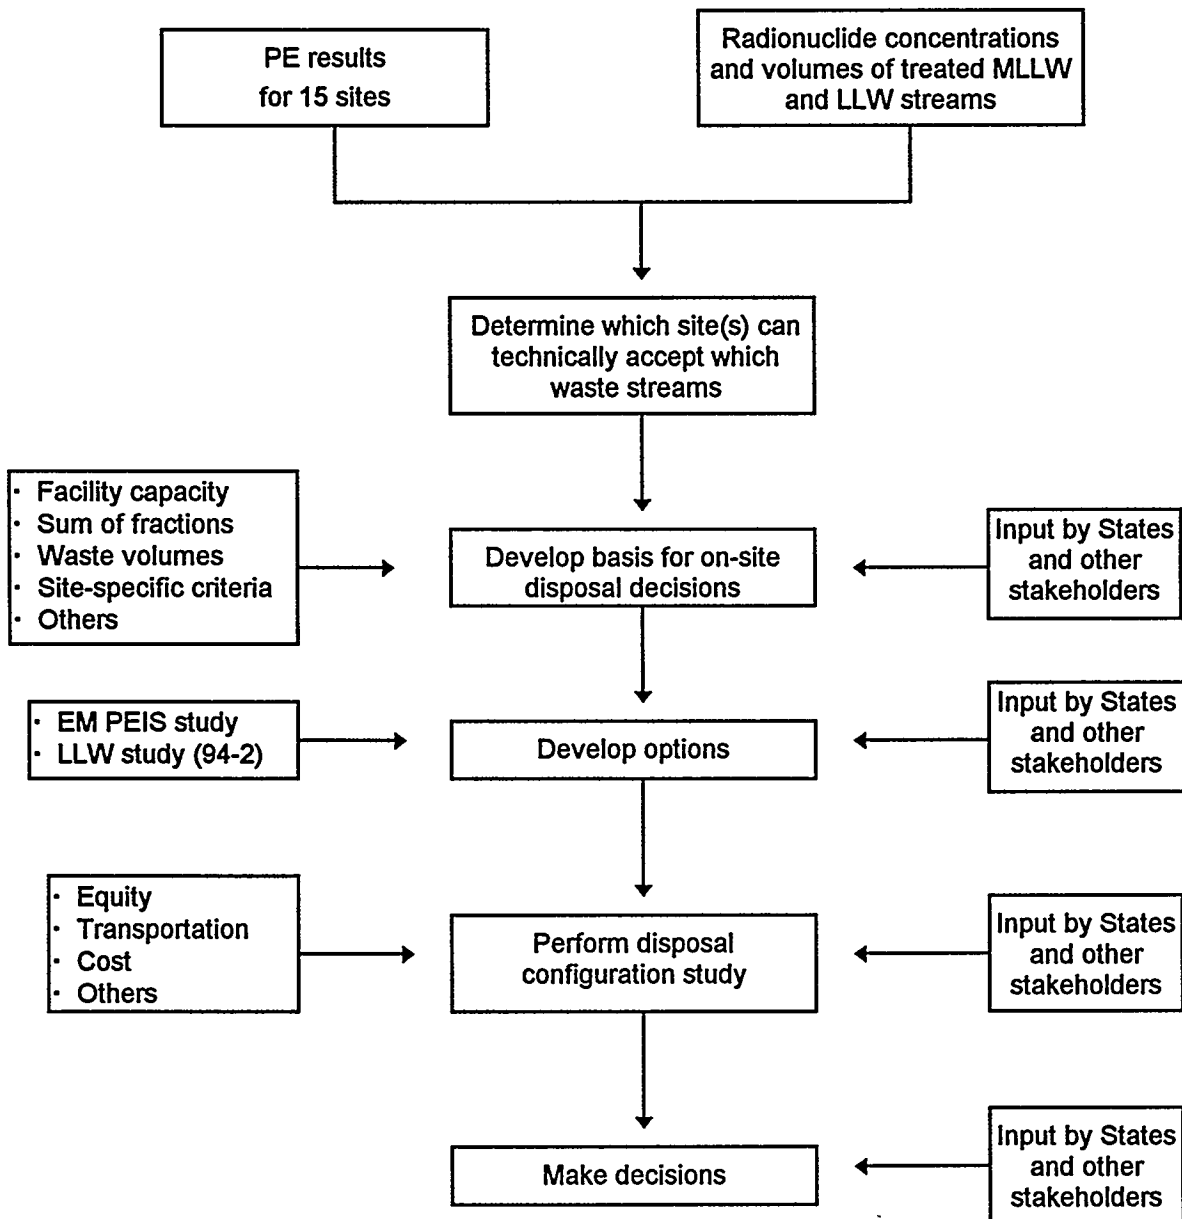 PE results
for 15 sites
Radionuclide concentrations
and volumes of treated MLLW
and LLW streams
Determine which site(s) can
technically accept which
waste streams
· Facility capacity
· Sum of fractions
· Waste volumes
· Site-specific criteria
· Others
Develop basis for on-site
disposal decisions
Input by States
and other
stakeholders
· EM PEIS study
· LLW study (94-2)
Develop options
Input by States
and other
stakeholders
· Equity
· Transportation
· Cost
· Others
Perform disposal
configuration study
Input by States
and other
stakeholders
Make decisions
Input by States
and other
stakeholders